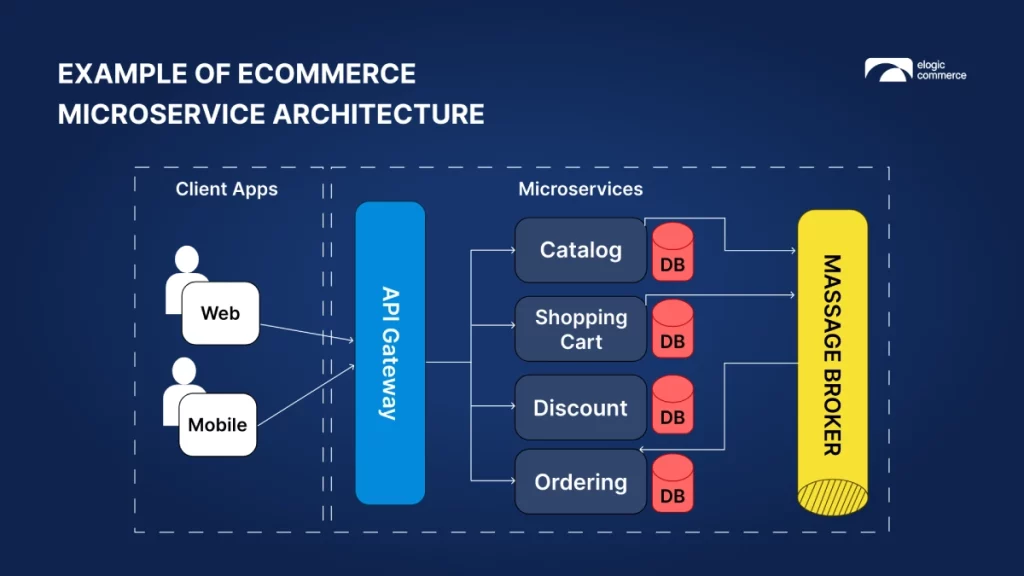 EXAMPLE OF ECOMMERCE
MICROSERVICE ARCHITECTURE
elogic
commerce
Client Apps
Microservices
Web
Mobile
API Gateway
Catalog
DB
Shopping
Cart
DB
Discount
DB
Ordering
DB
MASSAGE BROKER